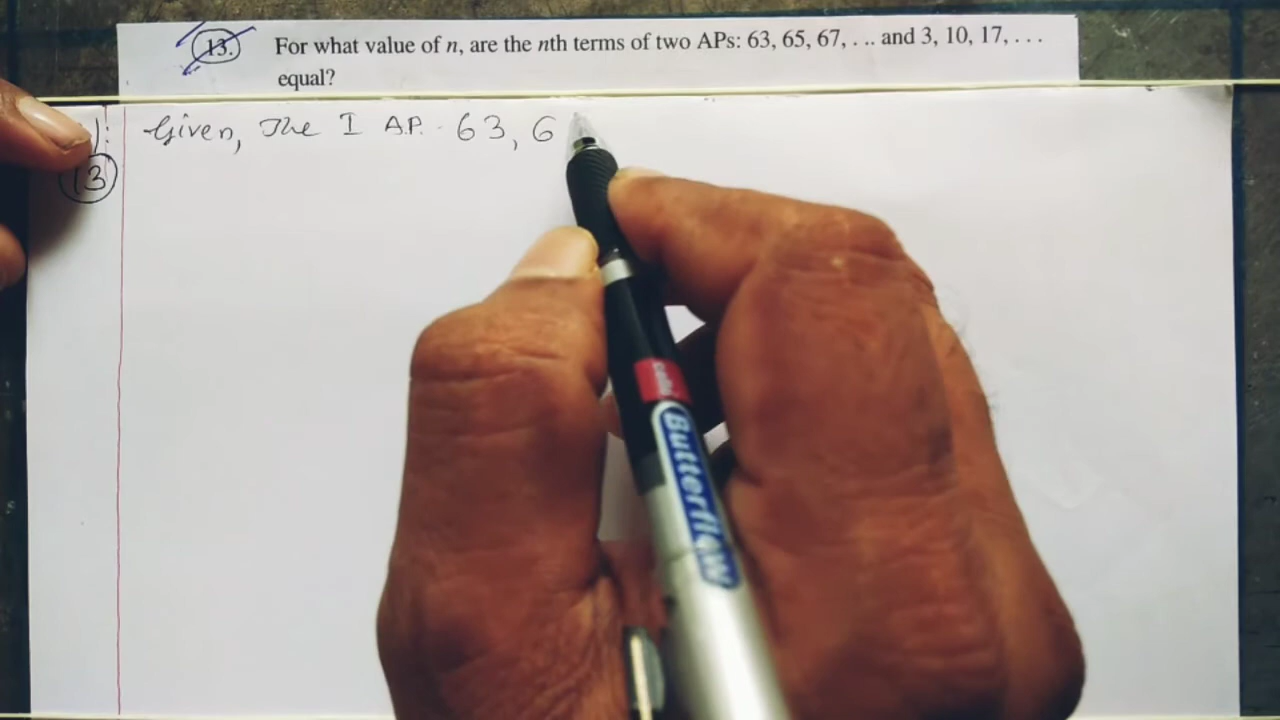 13. For what value of n, are the nth terms of two APs: 63, 65, 67, . . . and 3, 10, 17, . . .
equal?
Given, The I A.P. 63, 6
13
Butterflow